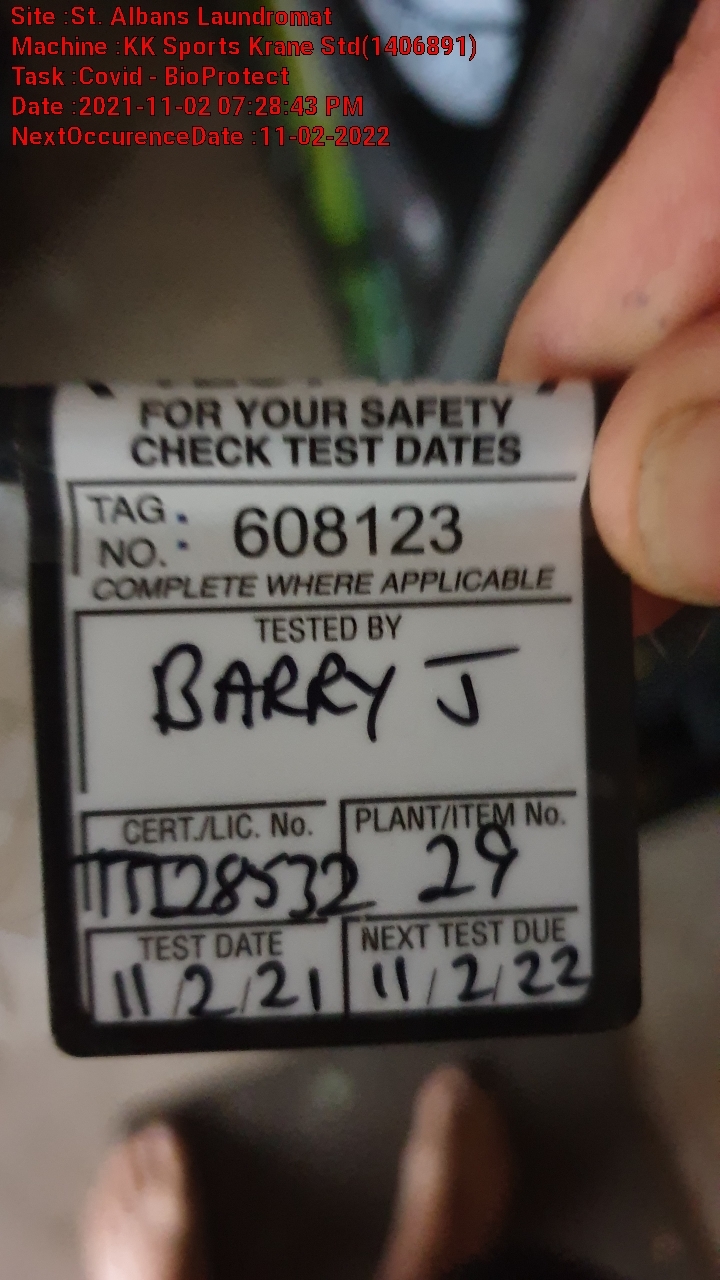 Site :St. Albans Laundromat
Machine :KK Sports Krane Std(1406891)
Task :Covid - BioProtect
Date :2021-11-02 07:28:43 PM
NextOccurenceDate :11-02-2022
FOR YOUR SAFETY
CHECK TEST DATES
TAG : 608123
NO. :
COMPLETE WHERE APPLICABLE
TESTED BY
BARRY J
CERT./LIC. No.
PLANT/ITEM No.
29
TEST DATE
11/2/21
NEXT TEST DUE
11/2/22